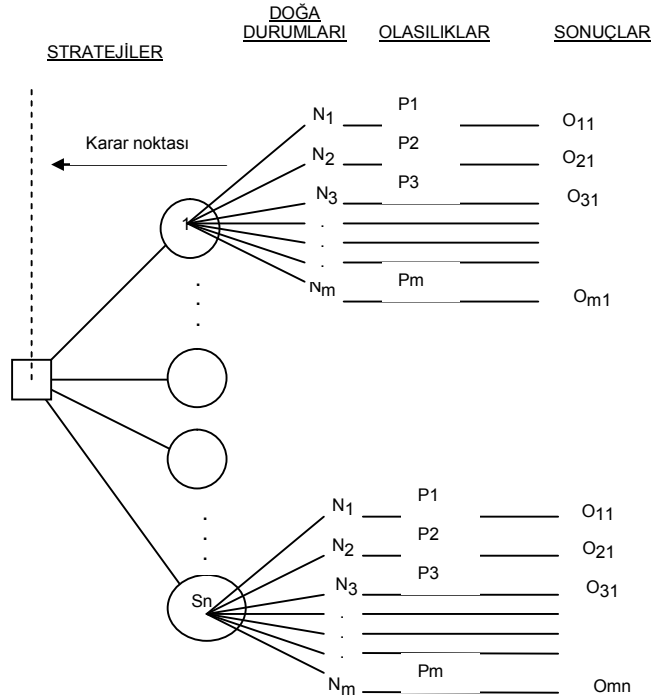 DOĞA
DURUMLARI
OLASILIKLAR
SONUÇLAR
STRATEJİLER
Karar noktası
N1 P1 O11
N2 P2 O21
N3 P3 O31
.
.
.
Nm Pm Om1
1
.
.
.
.
.
.
N1 P1 O11
N2 P2 O21
N3 P3 O31
.
.
.
Nm Pm Omn
Sn